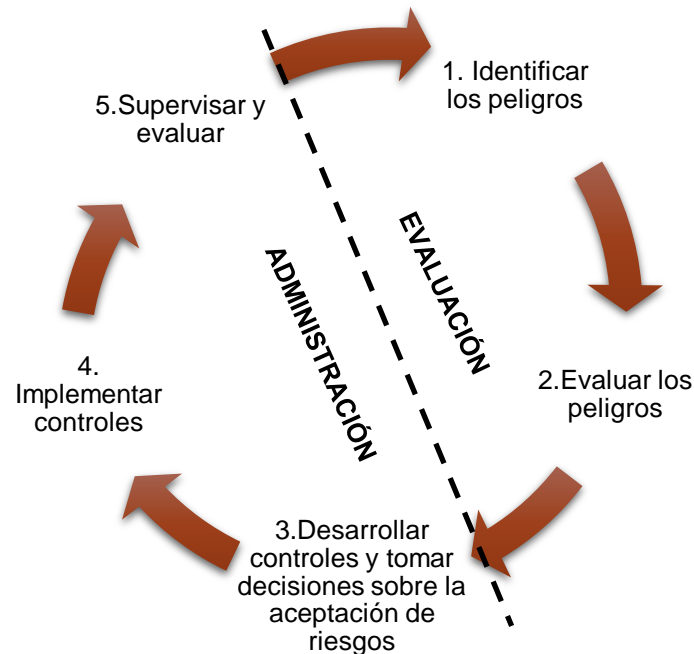 1. Identificar
los peligros
2.Evaluar los
peligros
3.Desarrollar
controles y tomar
decisiones sobre la
aceptación de
riesgos
4.
Implementar
controles
5.Supervisar y
evaluar
EVALUACIÓN
ADMINISTRACIÓN